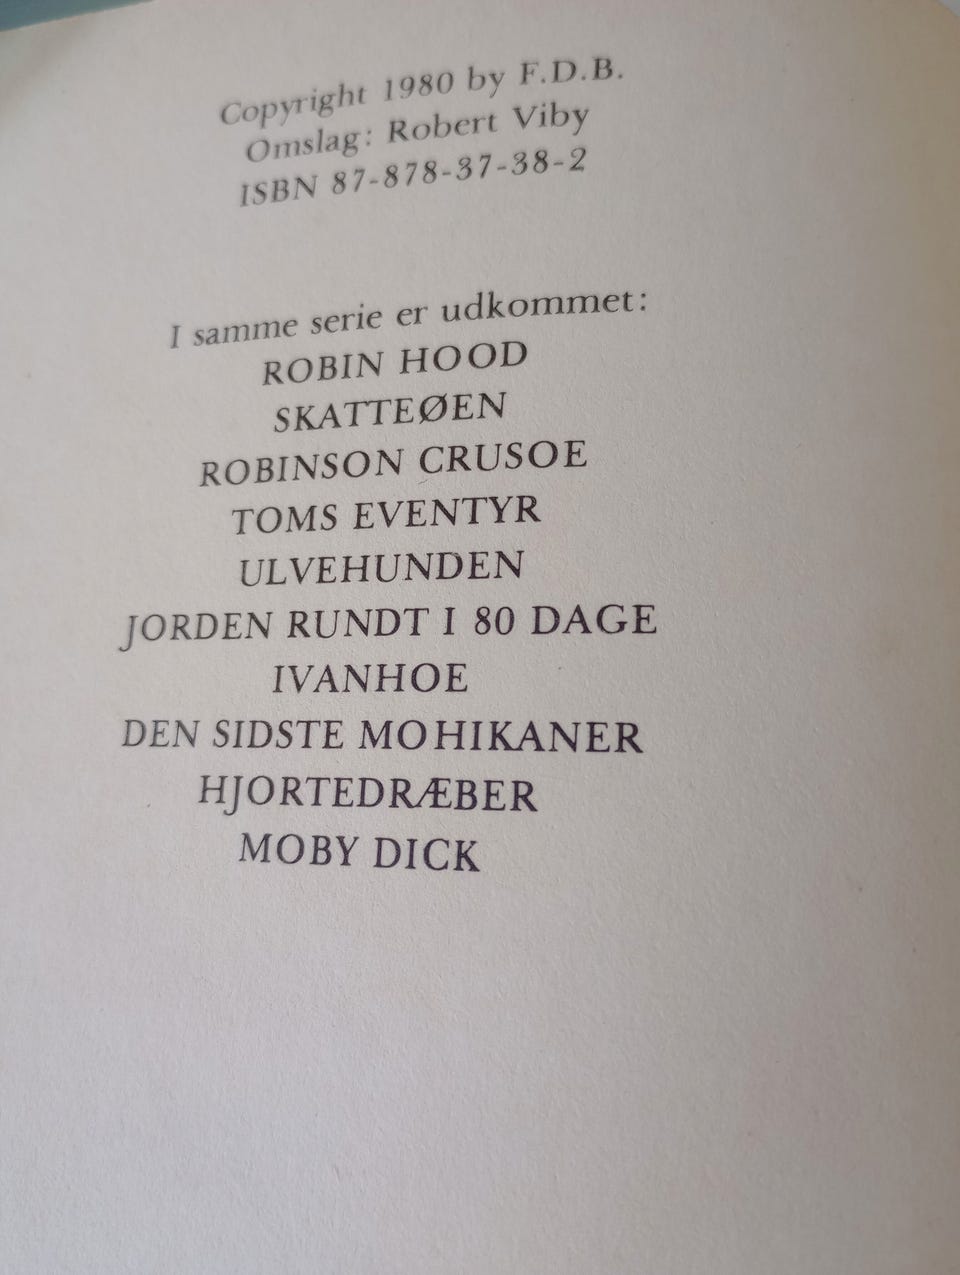 Copyright 1980 by F.D.B.
Omslag: Robert Viby
ISBN 87-878-37-38-2
I samme serie er udkommet:
ROBIN HOOD
SKATTEØEN
ROBINSON CRUSOE
TOMS EVENTYR
ULVEHUNDEN
JORDEN RUNDT I 80 DAGE
IVANHOE
DEN SIDSTE MOHIKANER
HJORTEDRÆBER
MOBY DICK